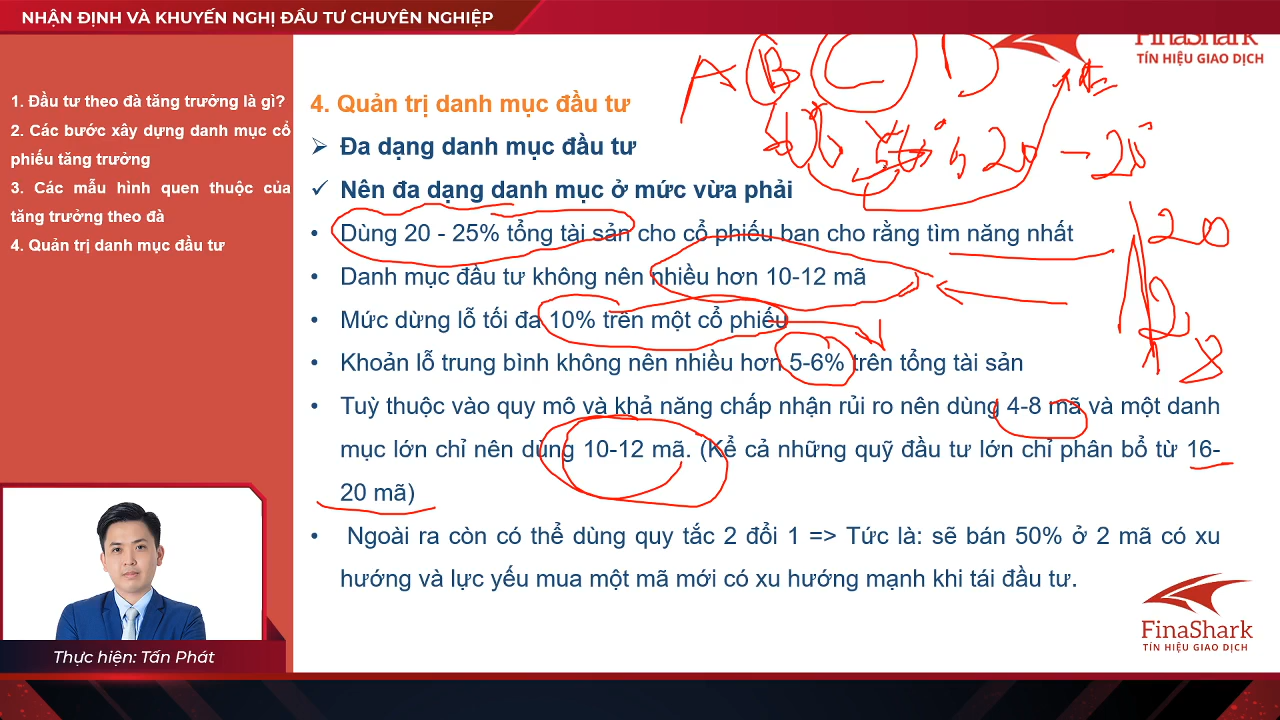 NHẬN ĐỊNH VÀ KHUYẾN NGHỊ ĐẦU TƯ CHUYÊN NGHIỆP
FinaShark
TÍN HIỆU GIAO DỊCH
A B C D
20 - 25
20
8
1. Đầu tư theo đà tăng trưởng là gì?
2. Các bước xây dựng danh mục cổ
phiếu tăng trưởng
3. Các mẫu hình quen thuộc của
tăng trưởng theo đà
4. Quản trị danh mục đầu tư
4. Quản trị danh mục đầu tư
➢ Đa dạng danh mục đầu tư
✓ Nên đa dạng danh mục ở mức vừa phải
• Dùng 20 - 25% tổng tài sản cho cổ phiếu bạn cho rằng tìm năng nhất
• Danh mục đầu tư không nên nhiều hơn 10-12 mã
• Mức dừng lỗ tối đa 10% trên một cổ phiếu
• Khoản lỗ trung bình không nên nhiều hơn 5-6% trên tổng tài sản
• Tuỳ thuộc vào quy mô và khả năng chấp nhận rủi ro nên dùng 4-8 mã và một danh
mục lớn chỉ nên dùng 10-12 mã. (Kể cả những quỹ đầu tư lớn chỉ phân bổ từ 16-
20 mã)
• Ngoài ra còn có thể dùng quy tắc 2 đổi 1 => Tức là: sẽ bán 50% ở 2 mã có xu
hướng và lực yếu mua một mã mới có xu hướng mạnh khi tái đầu tư.
Thực hiện: Tấn Phát
FinaShark
TÍN HIỆU GIAO DỊCH